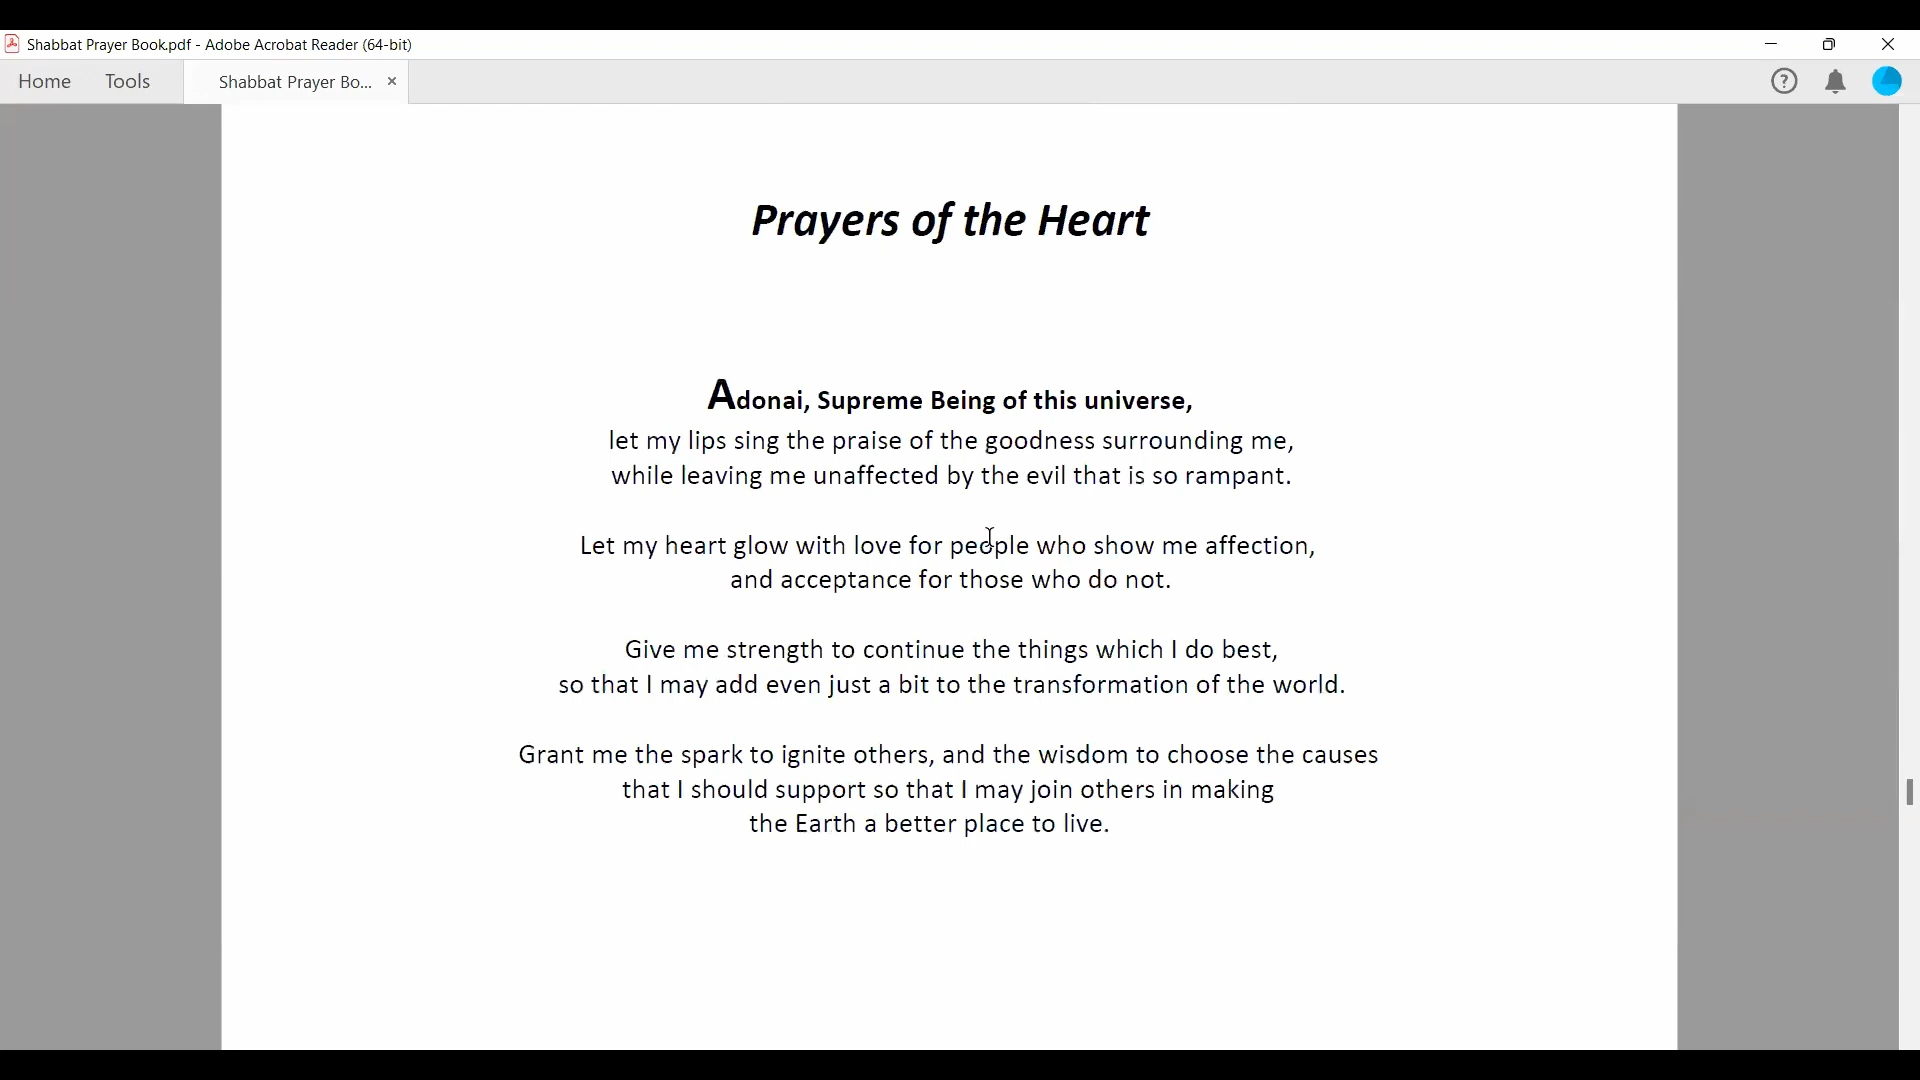 Shabbat Prayer Book.pdf - Adobe Acrobat Reader (64-bit)
Home Tools Shabbat Prayer Bo...
Prayers of the Heart
Adonai, Supreme Being of this universe,
let my lips sing the praise of the goodness surrounding me,
while leaving me unaffected by the evil that is so rampant.
Let my heart glow with love for people who show me affection,
and acceptance for those who do not.
Give me strength to continue the things which I do best,
so that I may add even just a bit to the transformation of the world.
Grant me the spark to ignite others, and the wisdom to choose the causes
that I should support so that I may join others in making
the Earth a better place to live.